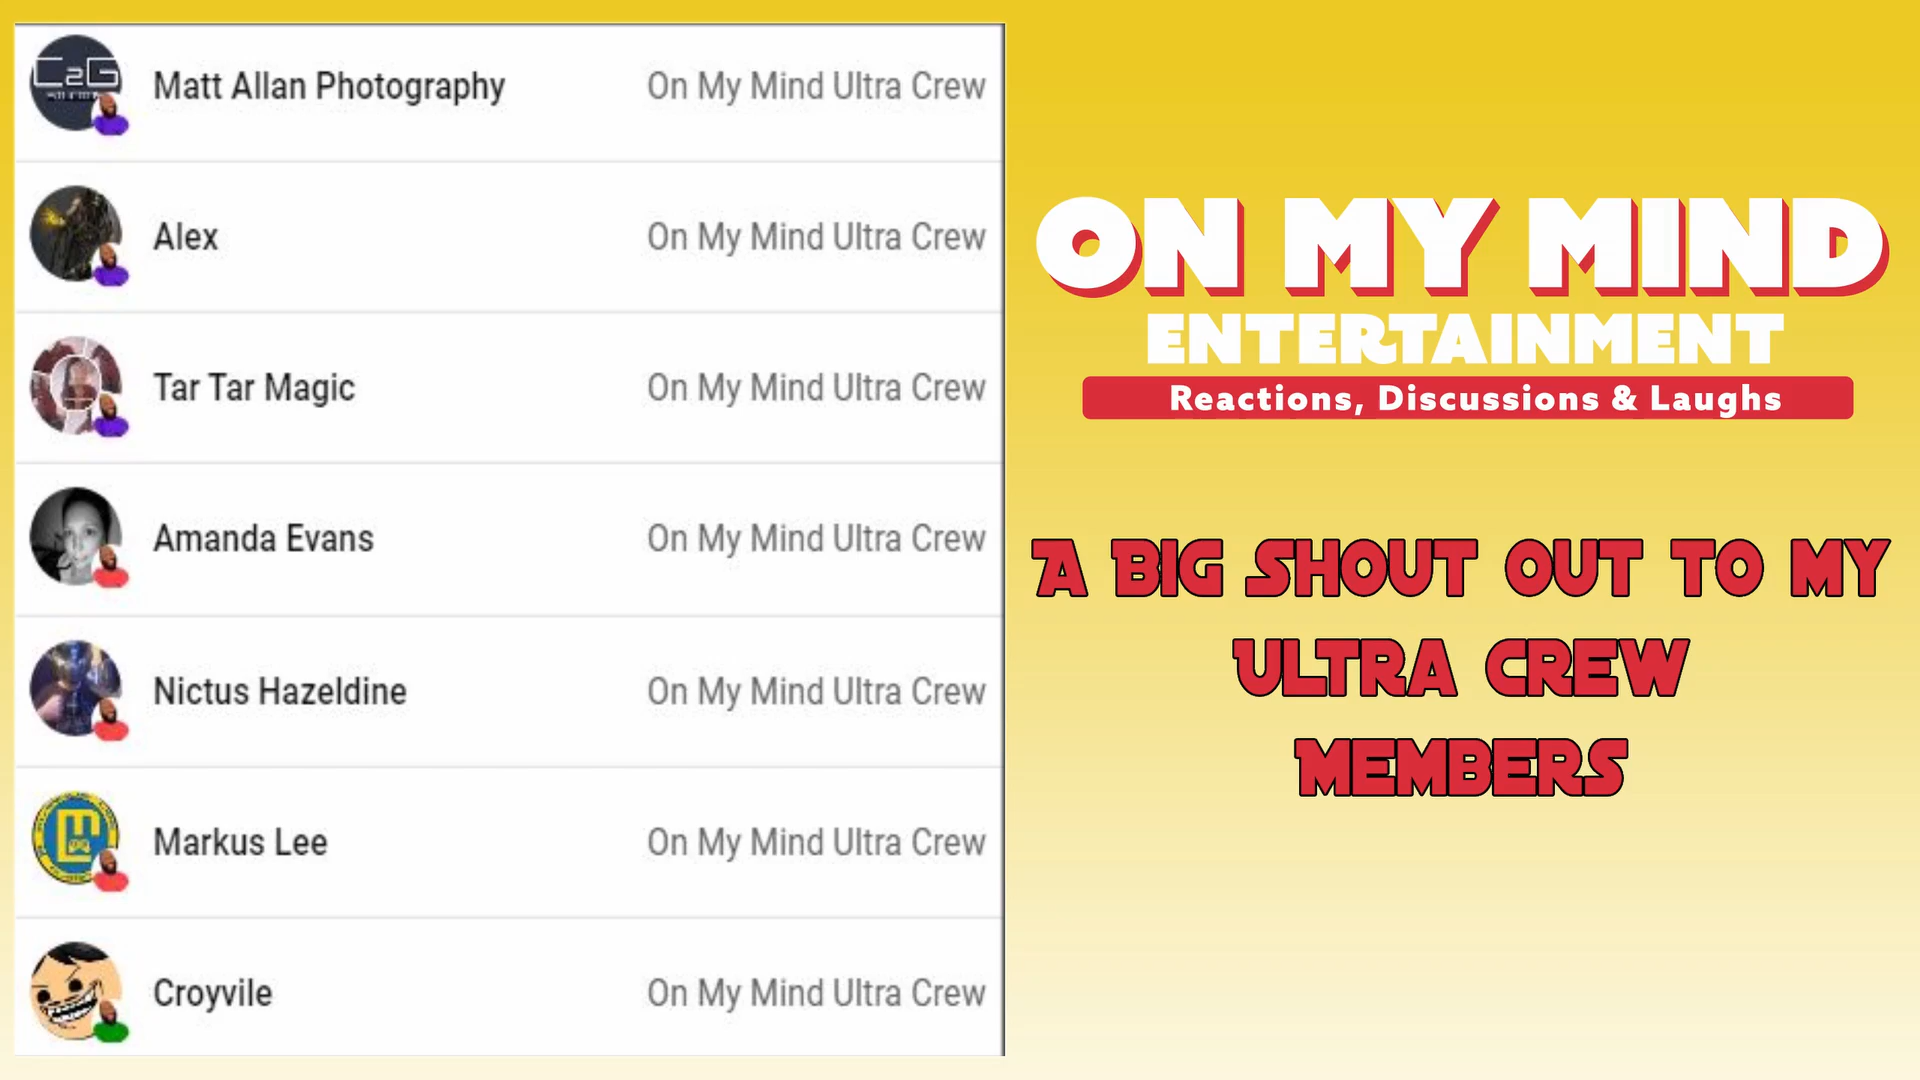 C2G
Matt Allan Photography On My Mind Ultra Crew
Alex On My Mind Ultra Crew
Tar Tar Magic On My Mind Ultra Crew
Amanda Evans On My Mind Ultra Crew
Nictus Hazeldine On My Mind Ultra Crew
Markus Lee On My Mind Ultra Crew
Croyvile On My Mind Ultra Crew
ON MY MIND
ENTERTAINMENT
Reactions, Discussions & Laughs
A BIG SHOUT OUT TO MY
ULTRA CREW
MEMBERS